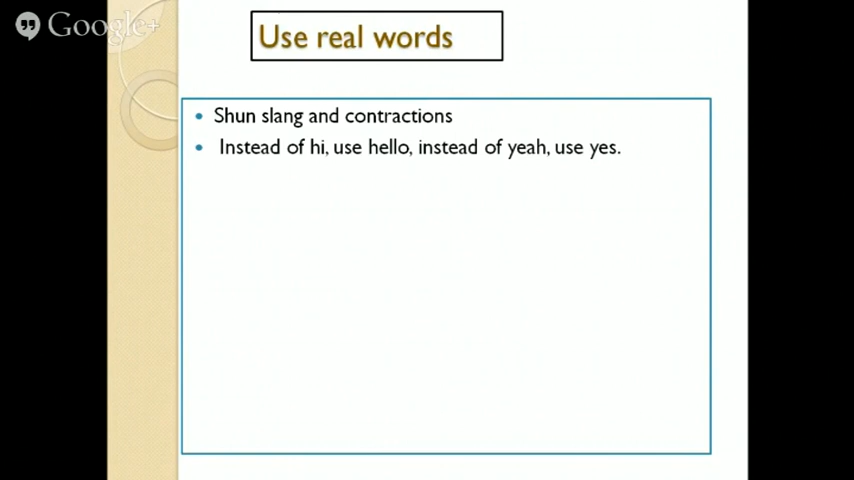 Google+
Use real words
Shun slang and contractions
Instead of hi, use hello, instead of yeah, use yes.